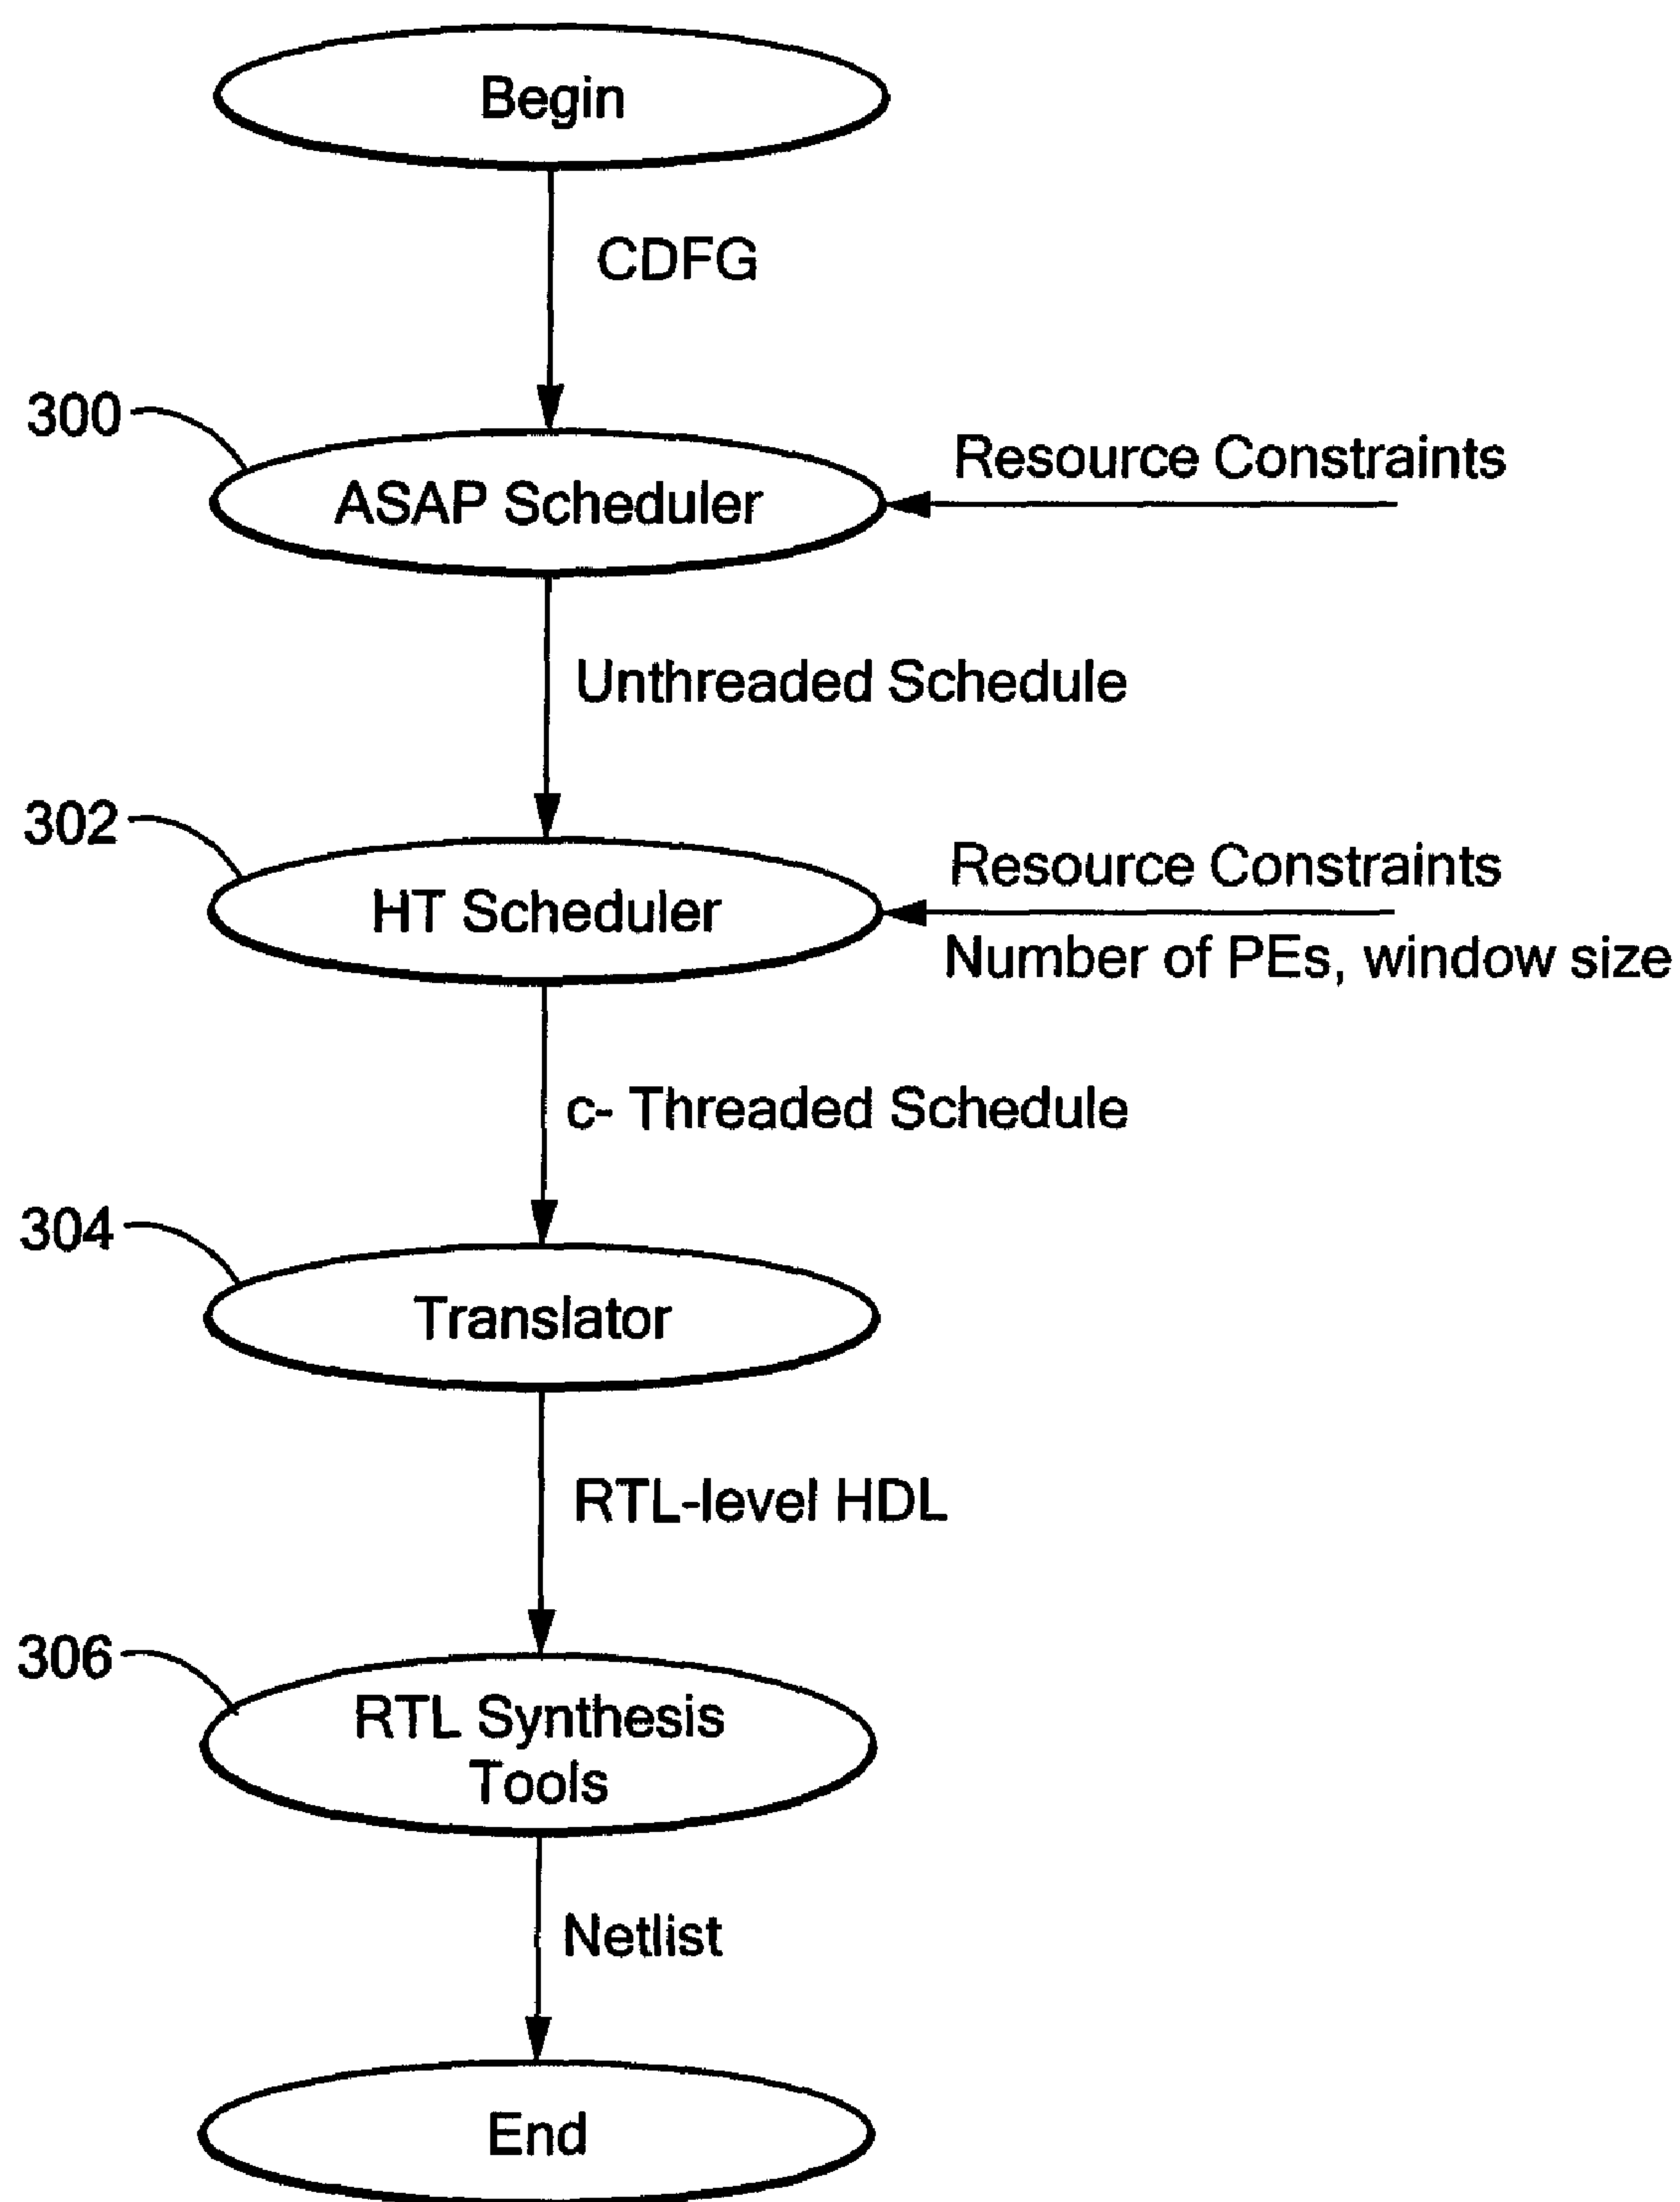 Begin
CDFG
300
ASAP Scheduler
Resource Constraints
Unthreaded Schedule
302
HT Scheduler
Resource Constraints
Number of PEs, window size
c- Threaded Schedule
304
Translator
RTL-level HDL
306
RTL Synthesis
Tools
Netlist
End